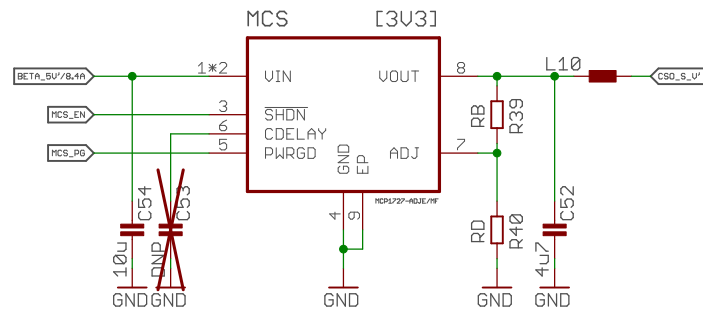 MCS [3V3]
BETA_5V'/8.4A
1*2 VIN VOUT 8 L10 CSO_S_V'
MCS_EN 3 SHDN
6 CDELAY
MCS_PG 5 PWRGD ADJ 7
GND EP
RB R39
MCP1727-ADJE/MF
4 9
10u C54
DNP C53
RD R40
4u7 C52
GND GND GND GND GND